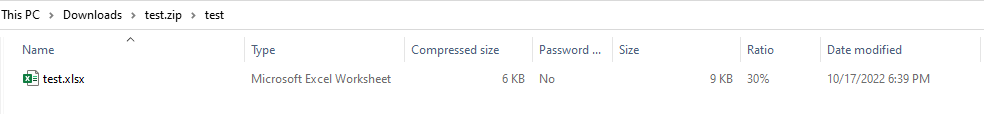 This PC > Downloads > test.zip > test
Name Type Compressed size Password ... Size Ratio Date modified
test.xlsx Microsoft Excel Worksheet 6 KB No 9 KB 30% 10/17/2022 6:39 PM